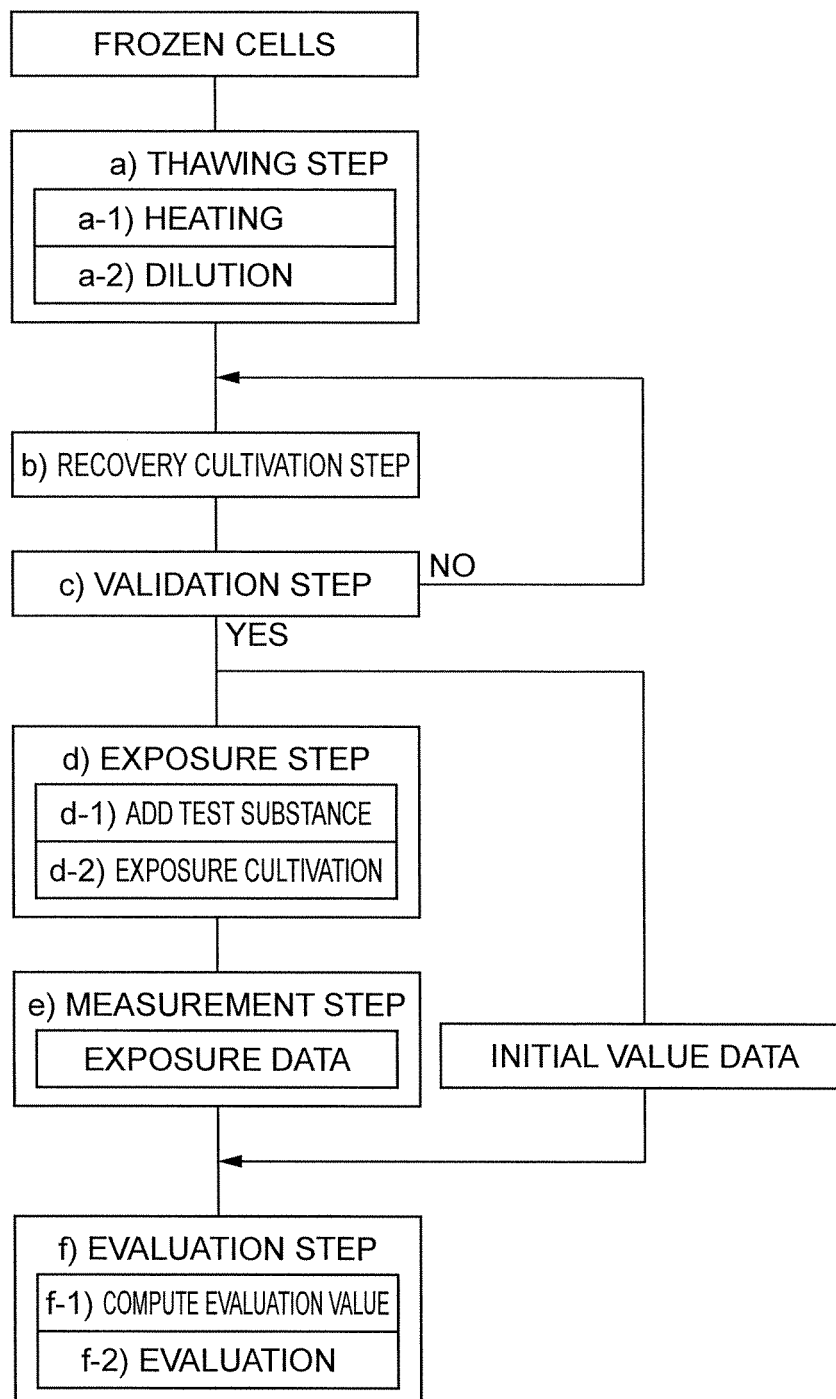 FROZEN CELLS
a) THAWING STEP
a-1) HEATING
a-2) DILUTION
b) RECOVERY CULTIVATION STEP
c) VALIDATION STEP
NO
YES
d) EXPOSURE STEP
d-1) ADD TEST SUBSTANCE
d-2) EXPOSURE CULTIVATION
e) MEASUREMENT STEP
EXPOSURE DATA
INITIAL VALUE DATA
f) EVALUATION STEP
f-1) COMPUTE EVALUATION VALUE
f-2) EVALUATION